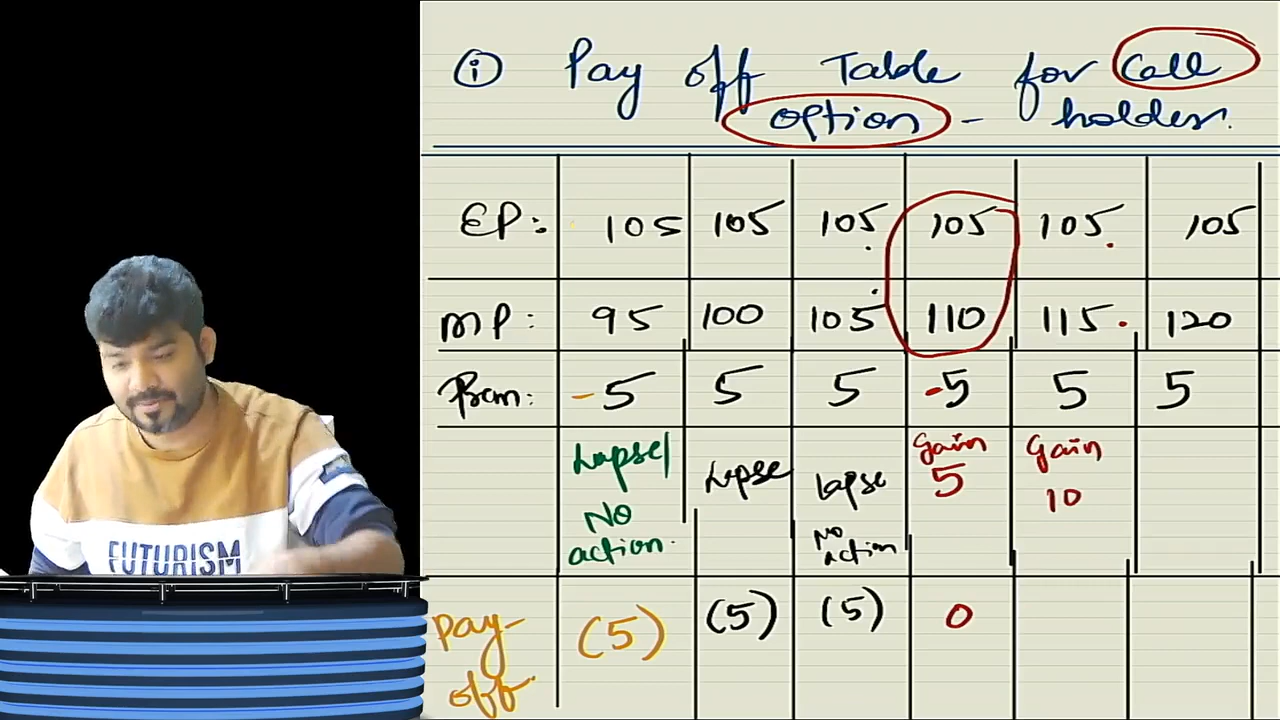 i Pay off Table for Call
option - holder.
EP: 105 105 105 105 105 105
MP: 95 100 105 110 115 120
Prem: -5 5 5 -5 5 5
Lapse/ Lapse lapse Gain 5 Gain 10
No action. No action
Pay-off (5) (5) (5) 0
FUTURISM